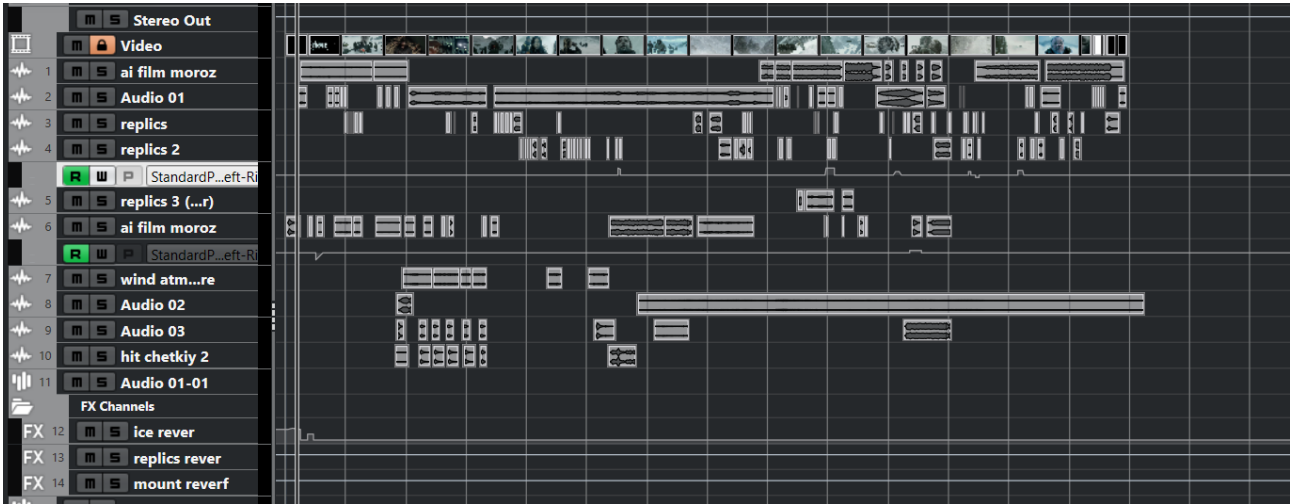 m S Stereo Out
m Video
1 m S ai film moroz
2 m S Audio 01
3 m S replics
4 m S replics 2
R W P StandardP...eft-Ri
5 m S replics 3 (...r)
6 m S ai film moroz
R W P StandardP...eft-Ri
7 m S wind atm...re
8 m S Audio 02
9 m S Audio 03
10 m S hit chetkiy 2
11 m S Audio 01-01
FX Channels
FX 12 m S ice rever
FX 13 m S replics rever
FX 14 m S mount reverf